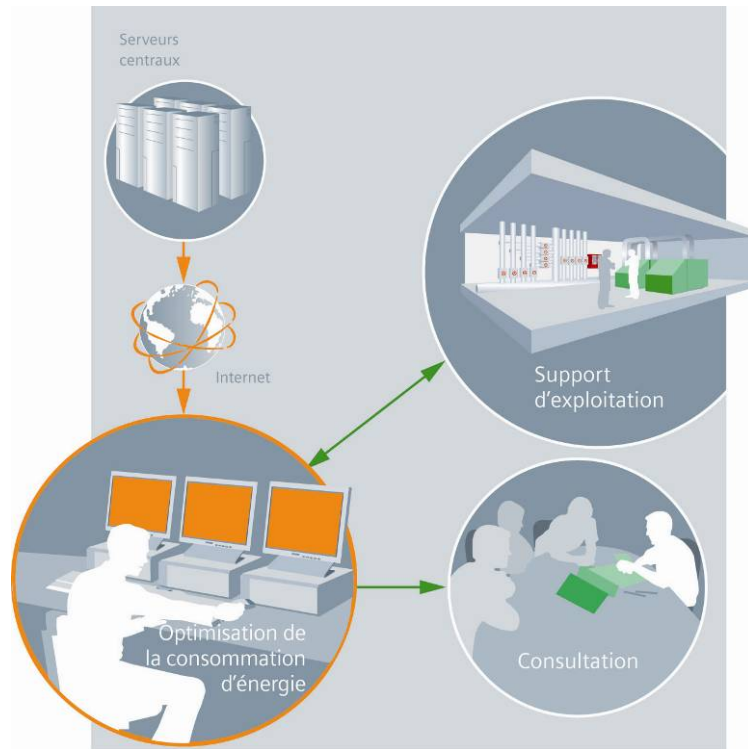 Serveurs
centraux
Internet
Support
d'exploitation
Optimisation de
la consommation
d'énergie
Consultation